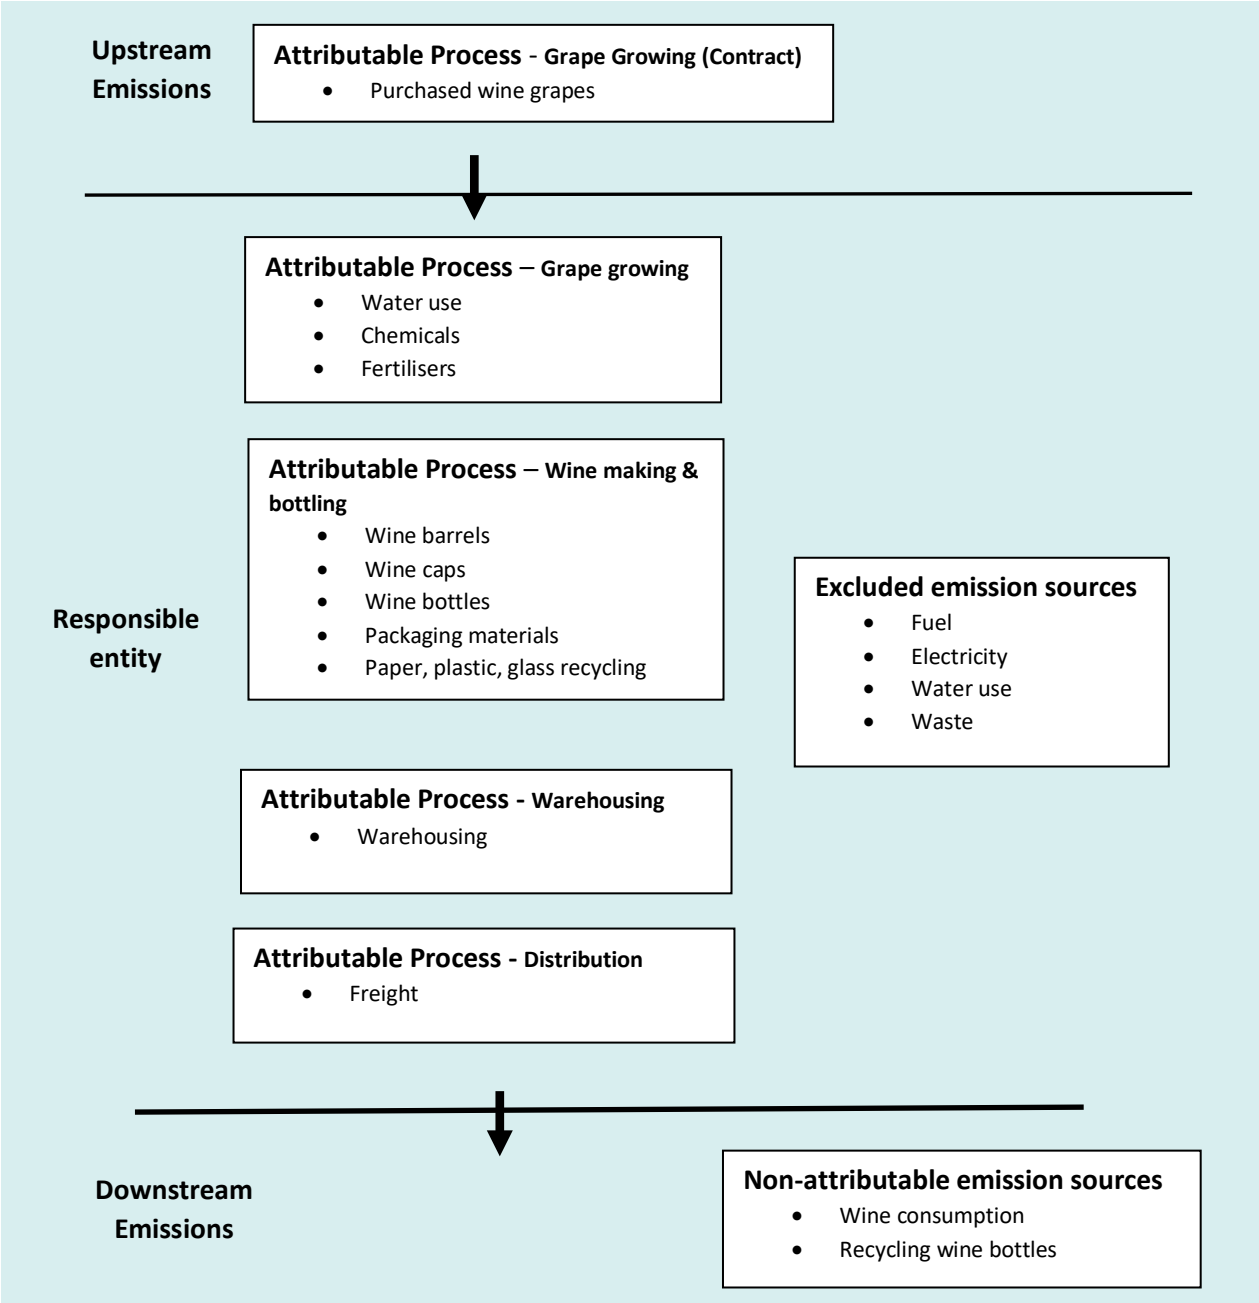 Upstream
Emissions
Attributable Process - Grape Growing (Contract)
• Purchased wine grapes
Attributable Process – Grape growing
• Water use
• Chemicals
• Fertilisers
Attributable Process – Wine making &
bottling
• Wine barrels
• Wine caps
• Wine bottles
• Packaging materials
• Paper, plastic, glass recycling
Responsible
entity
Excluded emission sources
• Fuel
• Electricity
• Water use
• Waste
Attributable Process - Warehousing
• Warehousing
Attributable Process - Distribution
• Freight
Downstream
Emissions
Non-attributable emission sources
• Wine consumption
• Recycling wine bottles